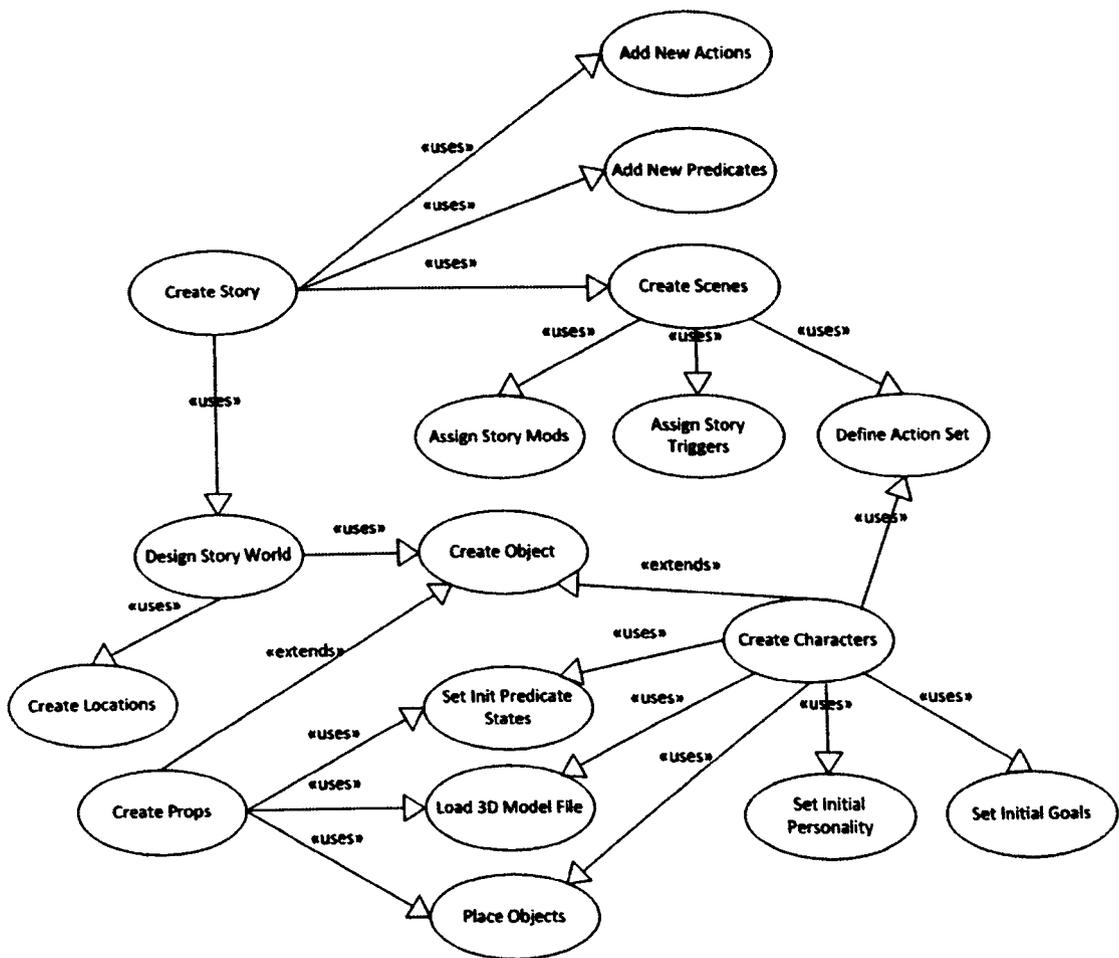 Add New Actions
«uses»
Add New Predicates
«uses»
«uses»
Create Story
Create Scenes
«uses»
«uses»
«uses»
«uses»
Assign Story Mods
Assign Story
Triggers
Define Action Set
«uses»
Design Story World
«uses»
Create Object
«extends»
«uses»
Create Characters
«uses»
«extends»
Create Locations
Set Init Predicate
States
«uses»
«uses»
«uses»
«uses»
«uses»
«uses»
Create Props
Load 3D Model File
Set Initial
Personality
Set Initial Goals
«uses»
«uses»
Place Objects